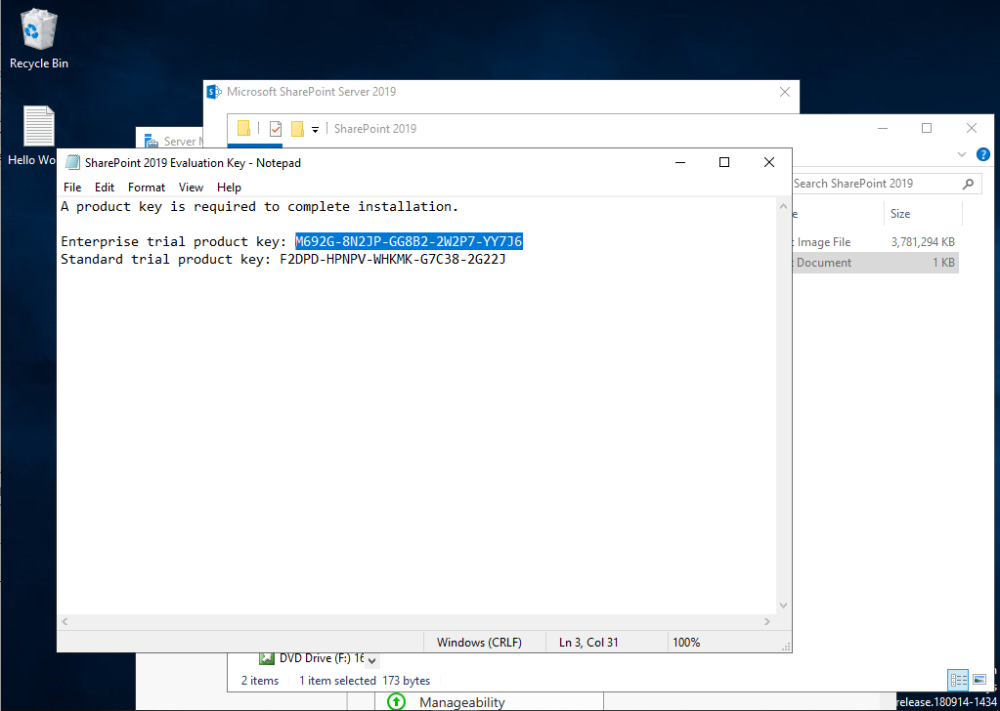 Recycle Bin
Microsoft SharePoint Server 2019
SharePoint 2019
Server
Hello Wo
SharePoint 2019 Evaluation Key - Notepad
File Edit Format View Help
Search SharePoint 2019
A product key is required to complete installation.
Size
Enterprise trial product key: M692G-8N2JP-GG8B2-2W2P7-YY7J6
Image File 3,781,294 KB
Standard trial product key: F2DPD-HPNPV-WHKMK-G7C38-2G22J
Document 1 KB
Windows (CRLF) Ln 3, Col 31 100%
DVD Drive (F:) 16
2 items 1 item selected 173 bytes
Manageability
release.180914-1434